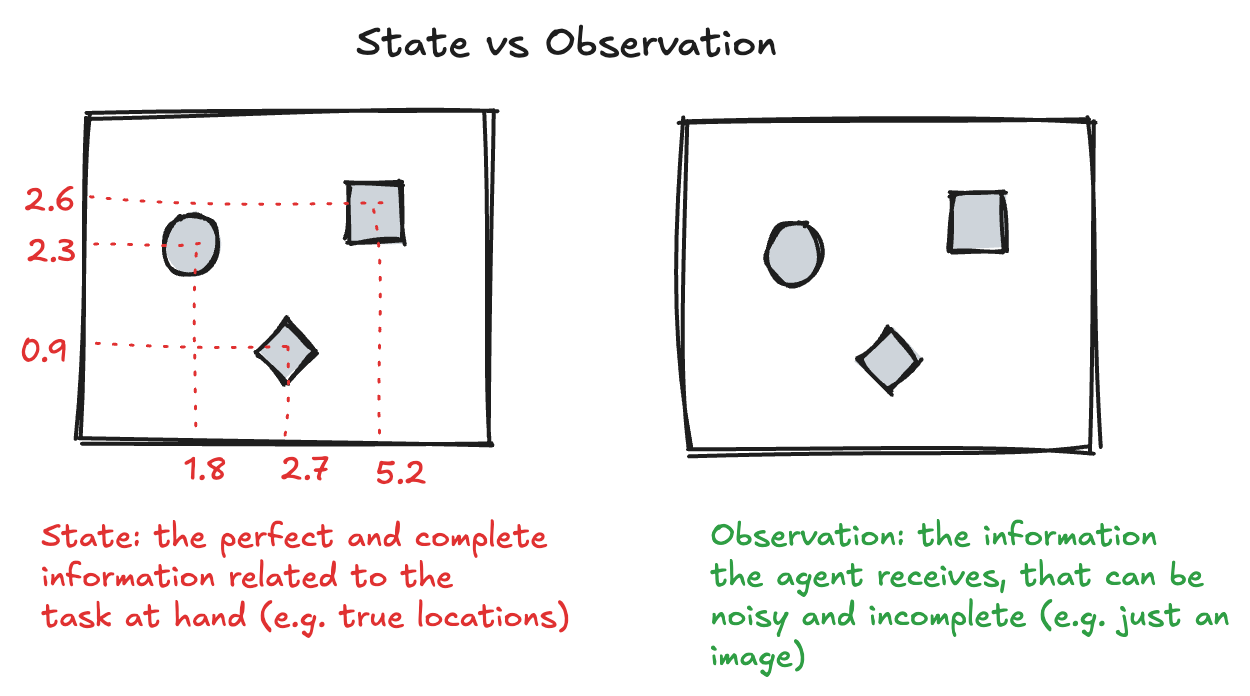 State vs Observation
2.6
2.3
0.9
1.8 2.7 5.2
State: the perfect and complete
information related to the
task at hand (e.g. true locations)
Observation: the information
the agent receives, that can be
noisy and incomplete (e.g. just an
image)